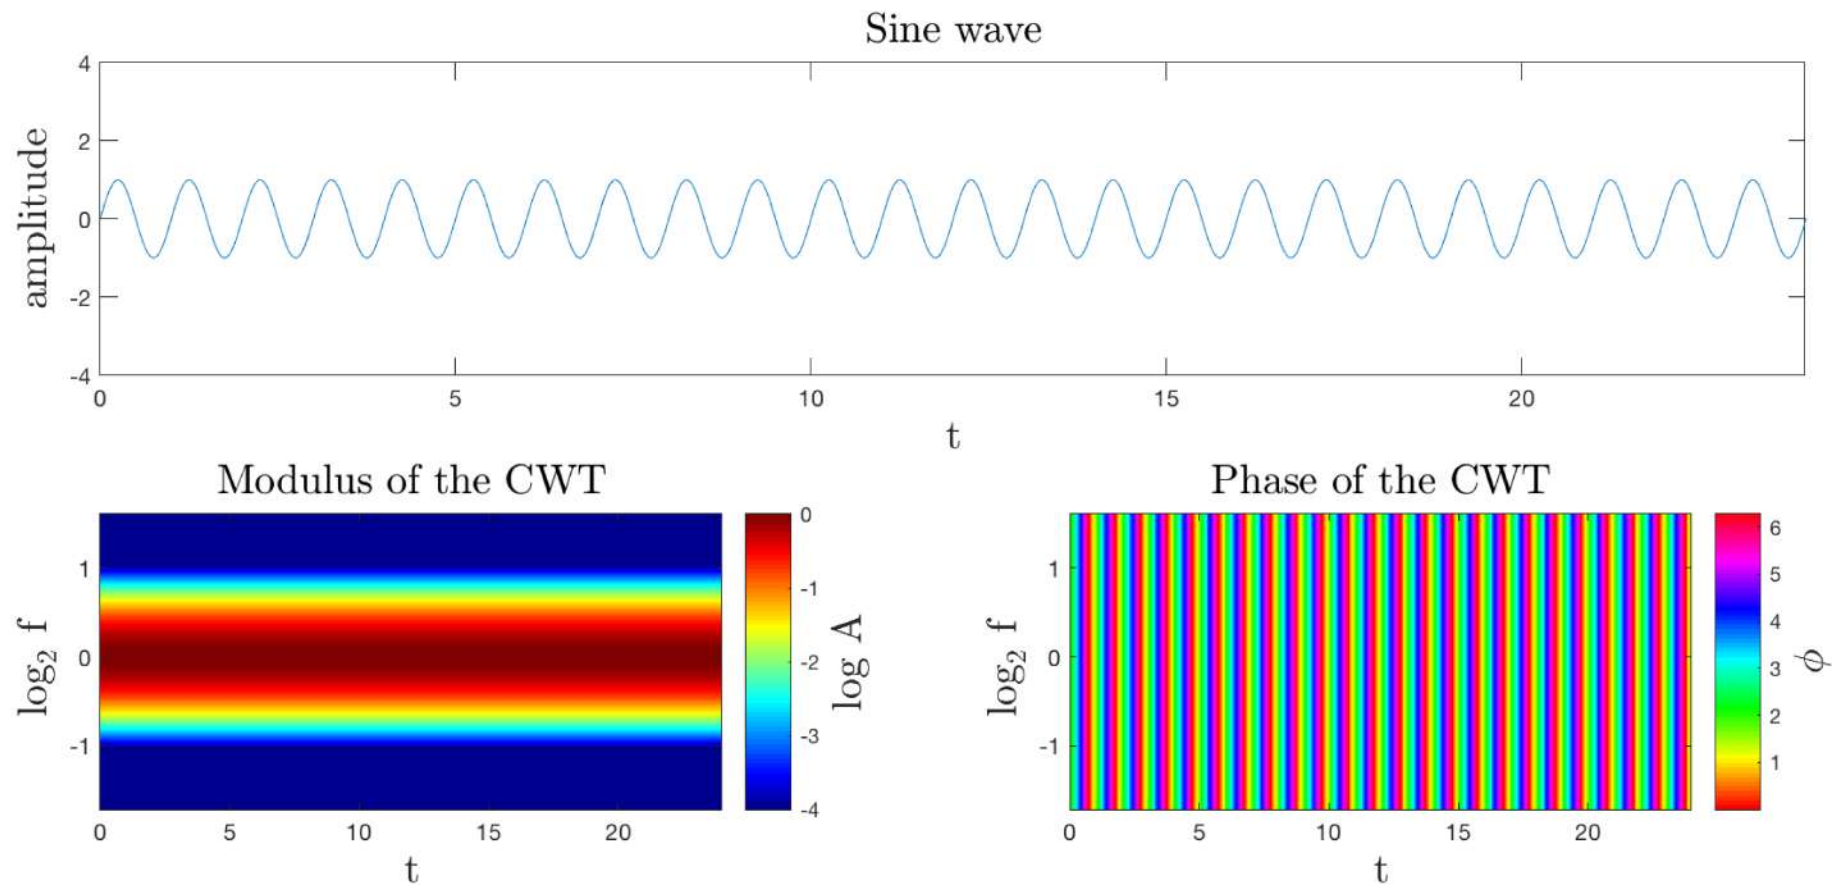 Sine wave
4
2
0
-2
-4
amplitude
0 5 10 15 20
t
Modulus of the CWT
1
0
-1
log₂ f
0 5 10 15 20
t
0
-1
-2
-3
-4
log A
Phase of the CWT
1
0
-1
log₂ f
0 5 10 15 20
t
6
5
4
3
2
1
ϕ